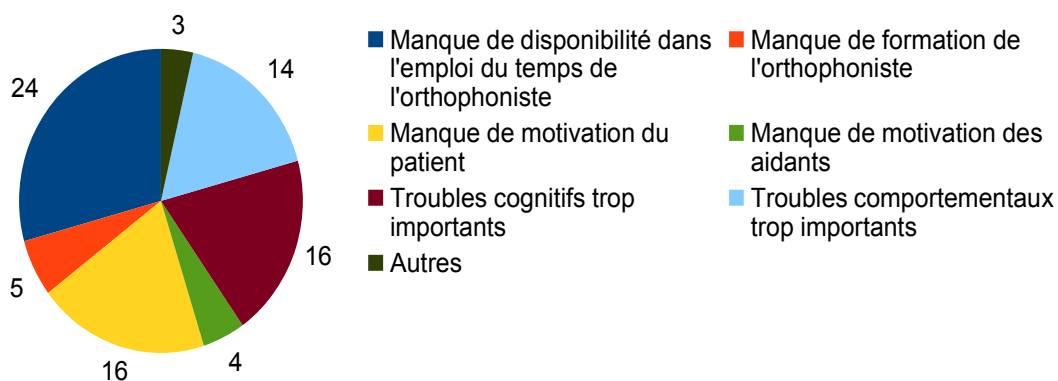 3
14
24
16
5
4
16
Manque de disponibilité dans
l'emploi du temps de
l'orthophoniste
Manque de formation de
l'orthophoniste
Manque de motivation du
patient
Manque de motivation des
aidants
Troubles cognitifs trop
importants
Troubles comportementaux
trop importants
Autres